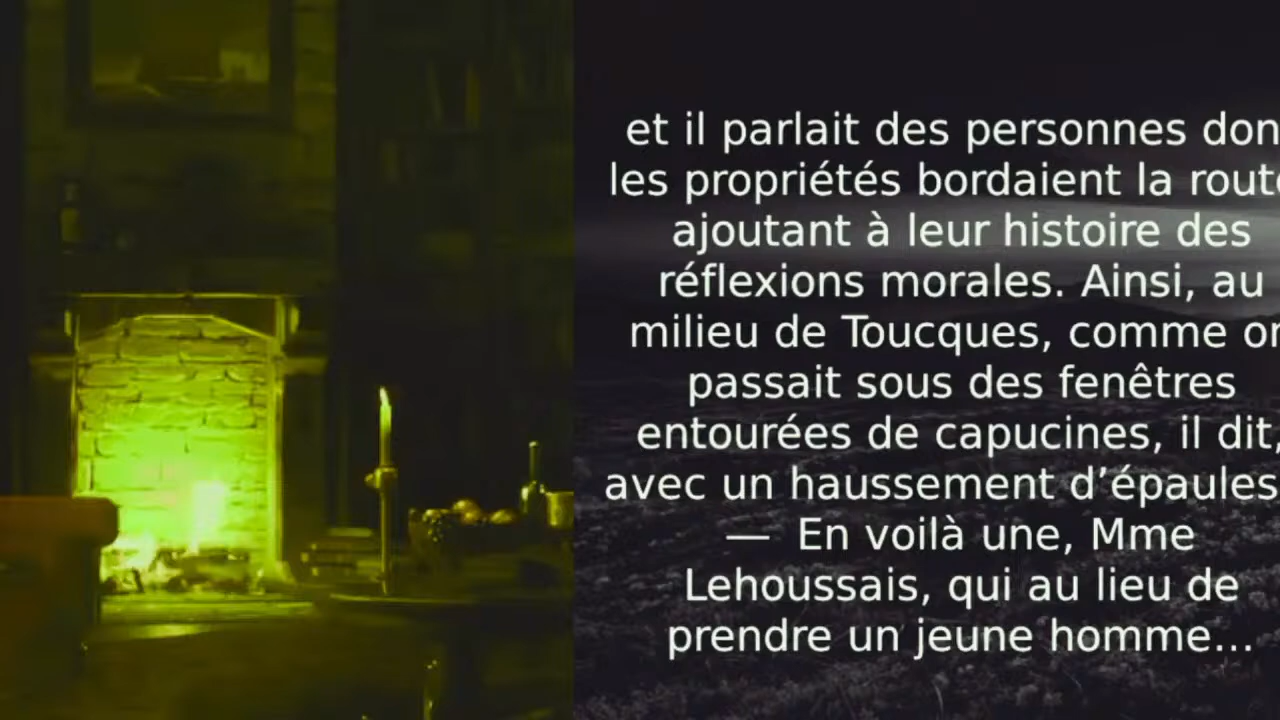 et il parlait des personnes don
les propriétés bordaient la route
ajoutant à leur histoire des
réflexions morales. Ainsi, au
milieu de Toucques, comme on
passait sous des fenêtres
entourées de capucines, il dit,
avec un haussement d’épaules
— En voilà une, Mme
Lehoussais, qui au lieu de
prendre un jeune homme...